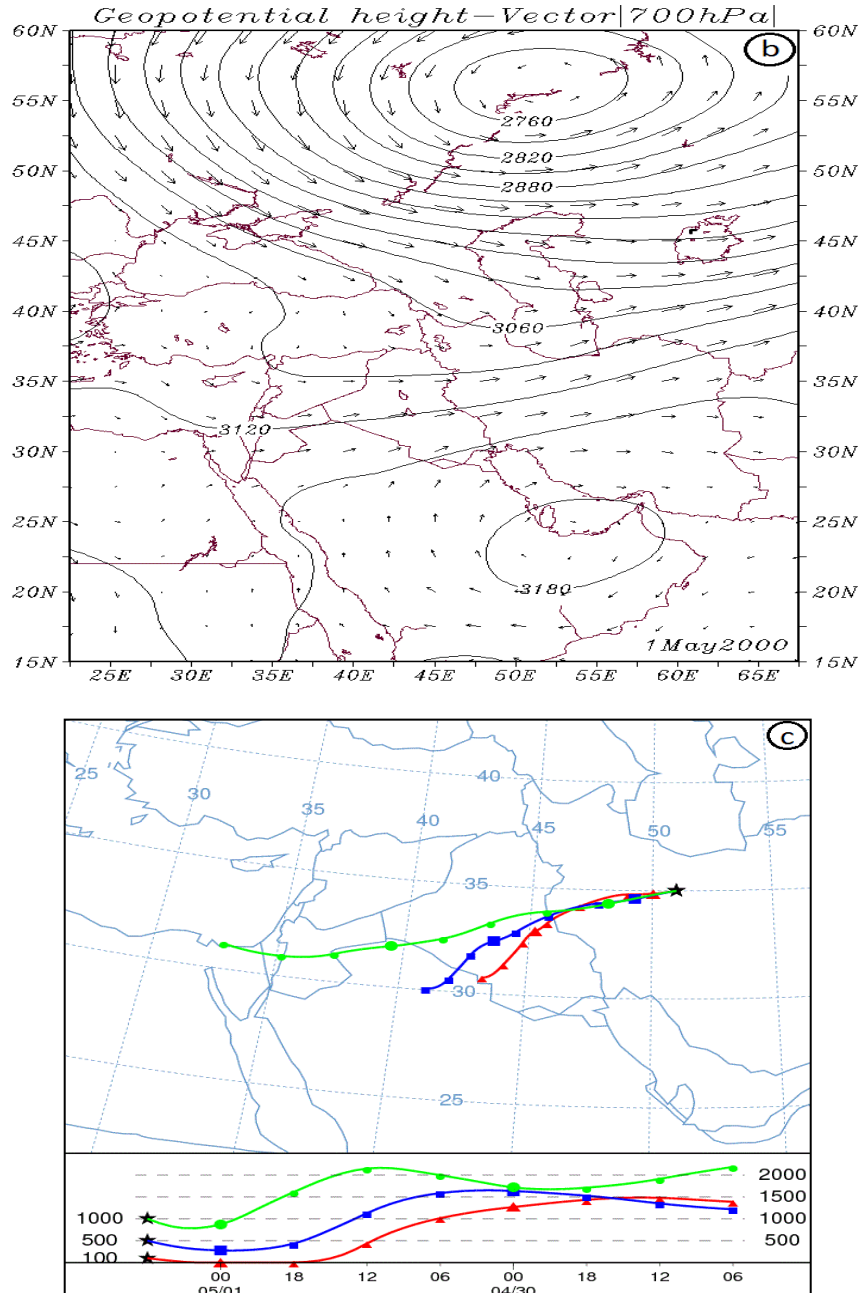 Geopotential height-Vector|700hPa|
b
60N 60N
55N 55N
2760
2820
50N 50N
2880
45N 45N
40N 40N
3060
35N 35N
3120
30N 30N
25N 25N
3180
20N 20N
1May2000
15N 15N
25E 30E 35E 40E 45E 50E 55E 60E 65E
c
25 30 35 40 45 50 55
40
35
30
25
2000
1500
1000 1000
500 500
100
00 18 12 06 00 18 12 06
05/01 04/30